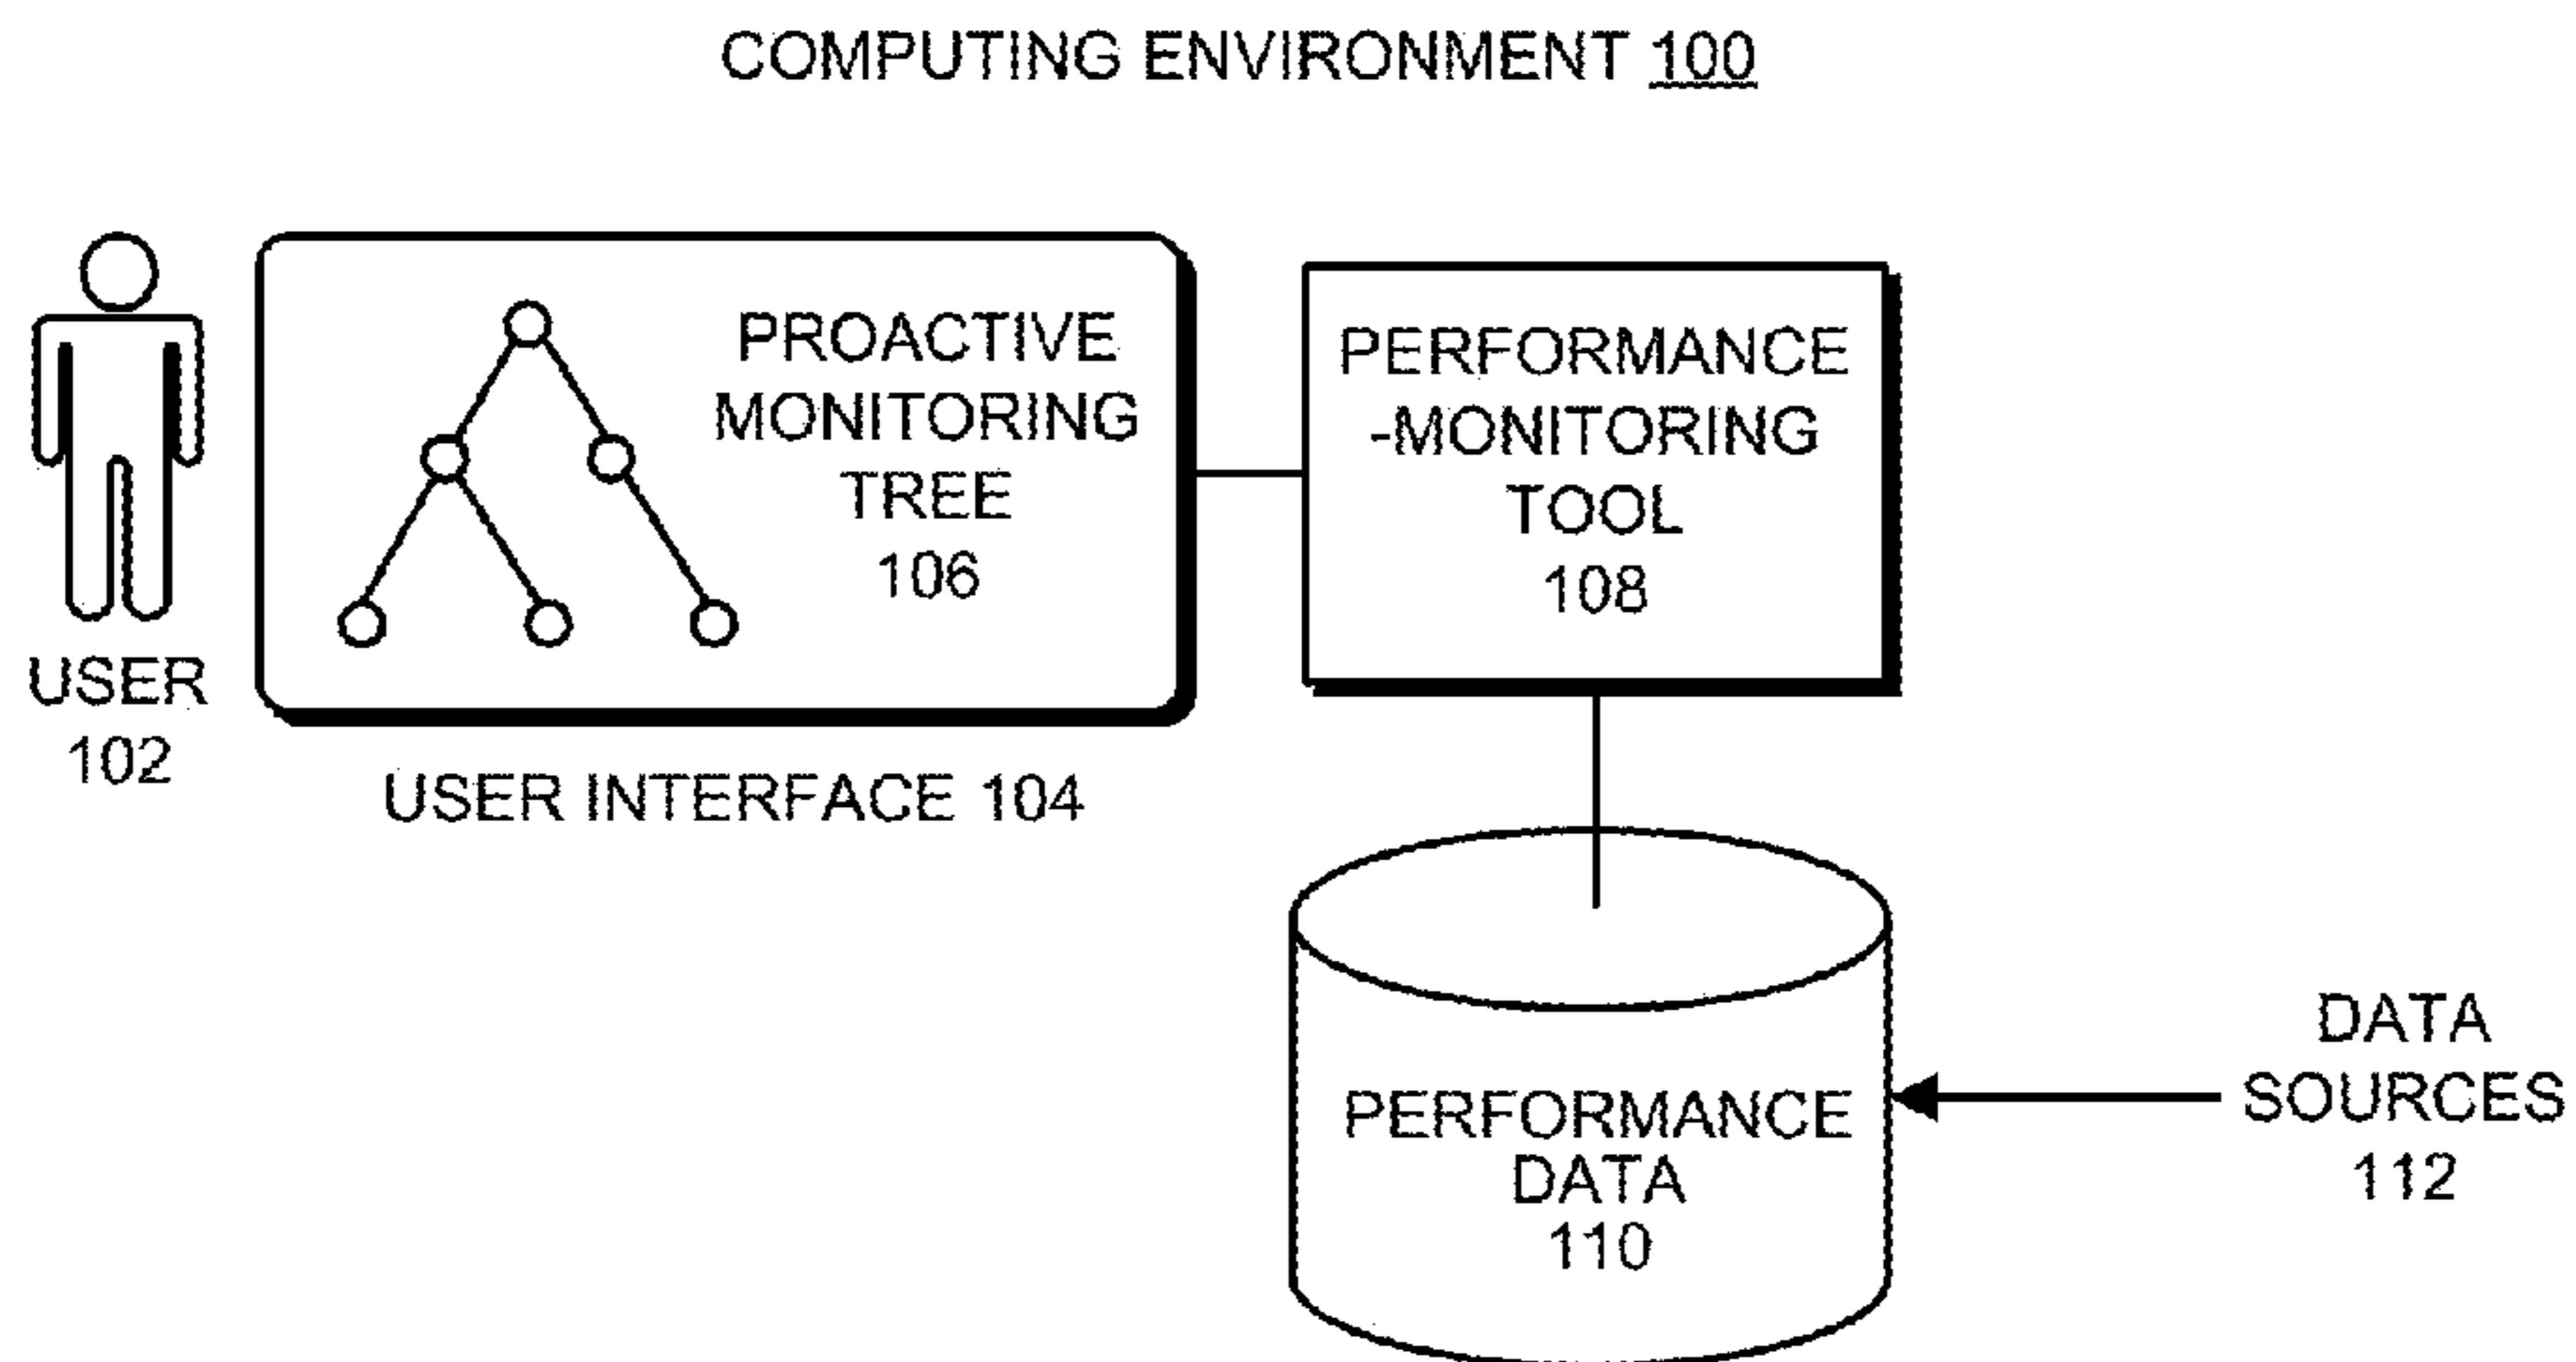 COMPUTING ENVIRONMENT 100
PROACTIVE
MONITORING
TREE
106
PERFORMANCE
-MONITORING
TOOL
108
USER
102
USER INTERFACE 104
PERFORMANCE
DATA
110
DATA
SOURCES
112